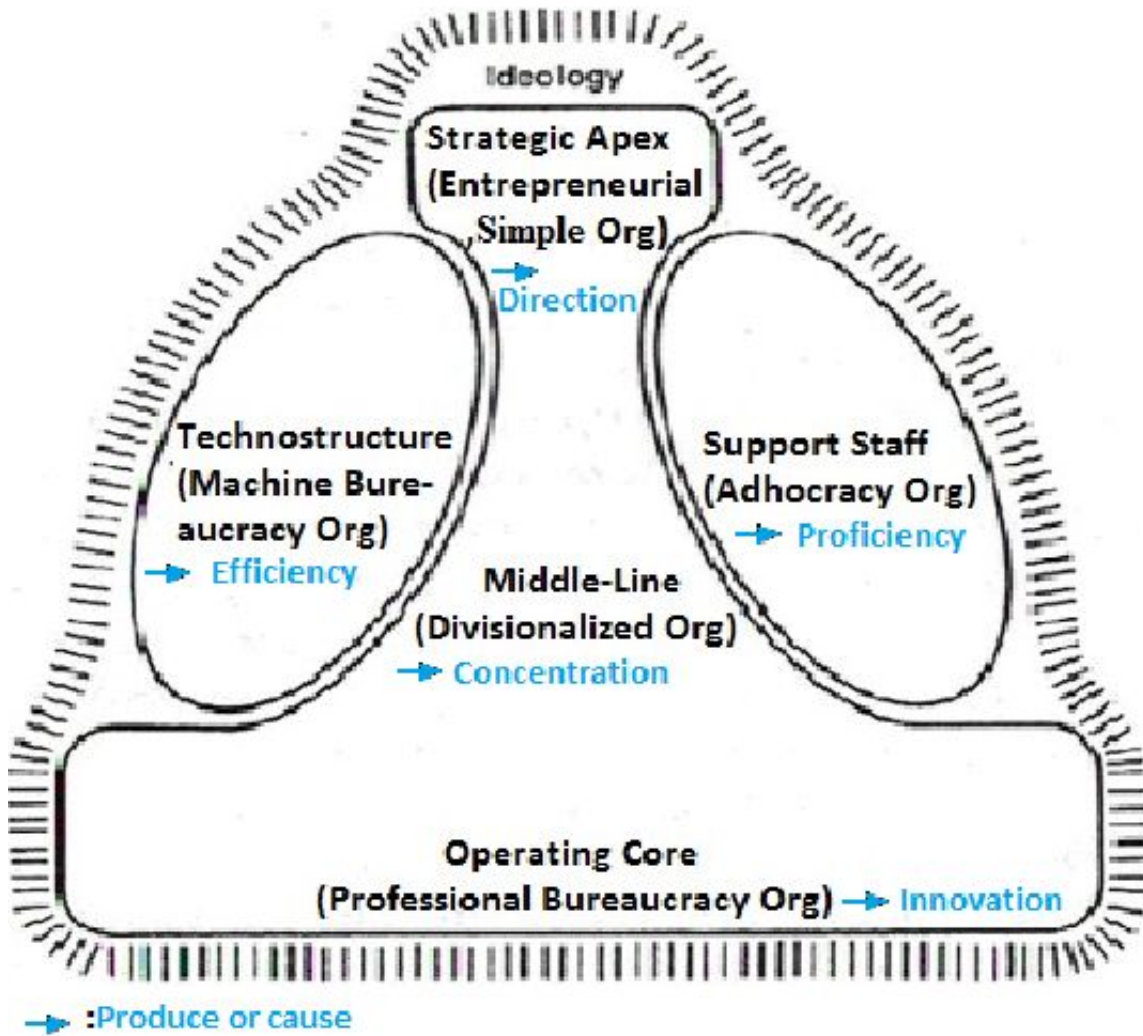 Ideology
Strategic Apex
(Entrepreneurial
,Simple Org)
Direction
Technostructure
(Machine Bure-
aucracy Org)
Efficiency
Support Staff
(Adhocracy Org)
Proficiency
Middle-Line
(Divisionalized Org)
Concentration
Operating Core
(Professional Bureaucracy Org) Innovation
:Produce or cause